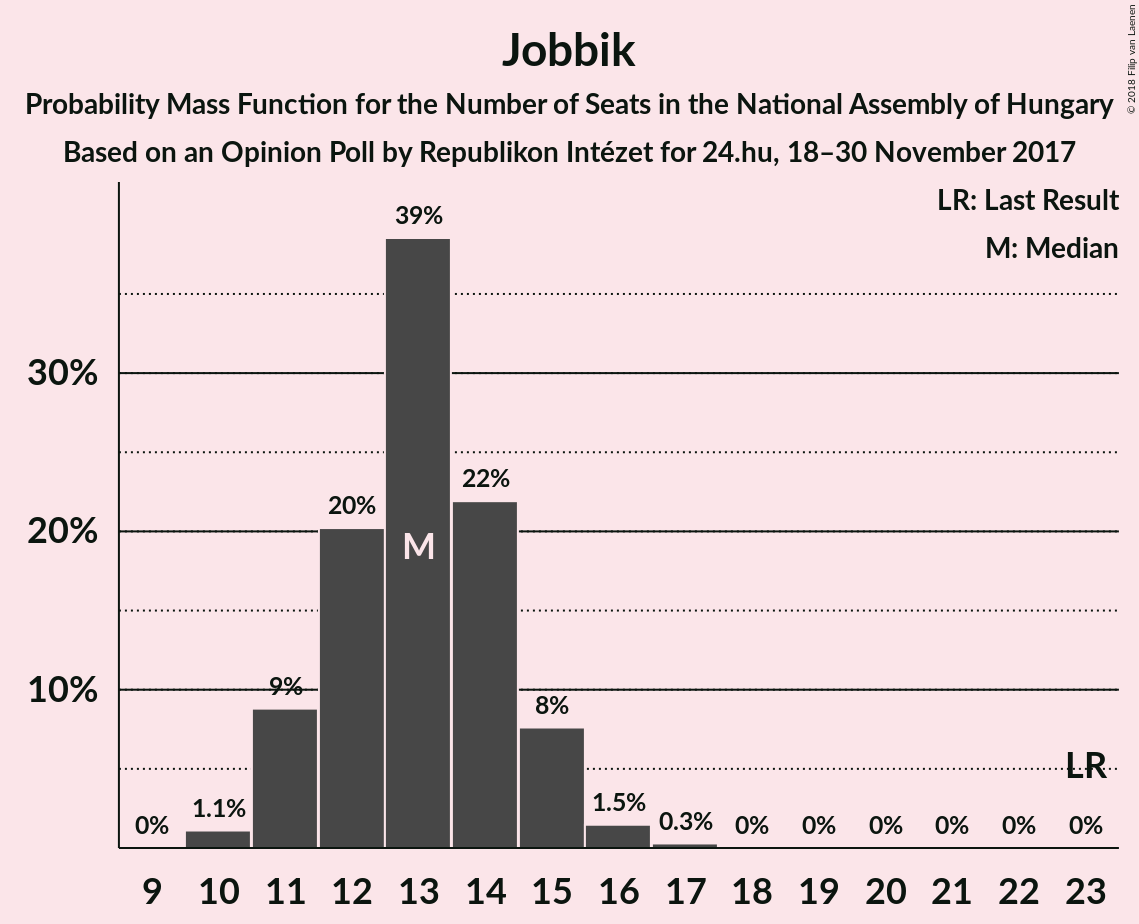 Jobbik
Probability Mass Function for the Number of Seats in the National Assembly of Hungary
Based on an Opinion Poll by Republikon Intézet for 24.hu, 18–30 November 2017
© 2018 Filip van Laenen
LR: Last Result
M: Median
39%
30%
22%
20%
20%
M
9%
10%
8%
LR
0%
1.1%
1.5%
0.3%
0%
0%
0%
0%
0%
0%
9 10 11 12 13 14 15 16 17 18 19 20 21 22 23